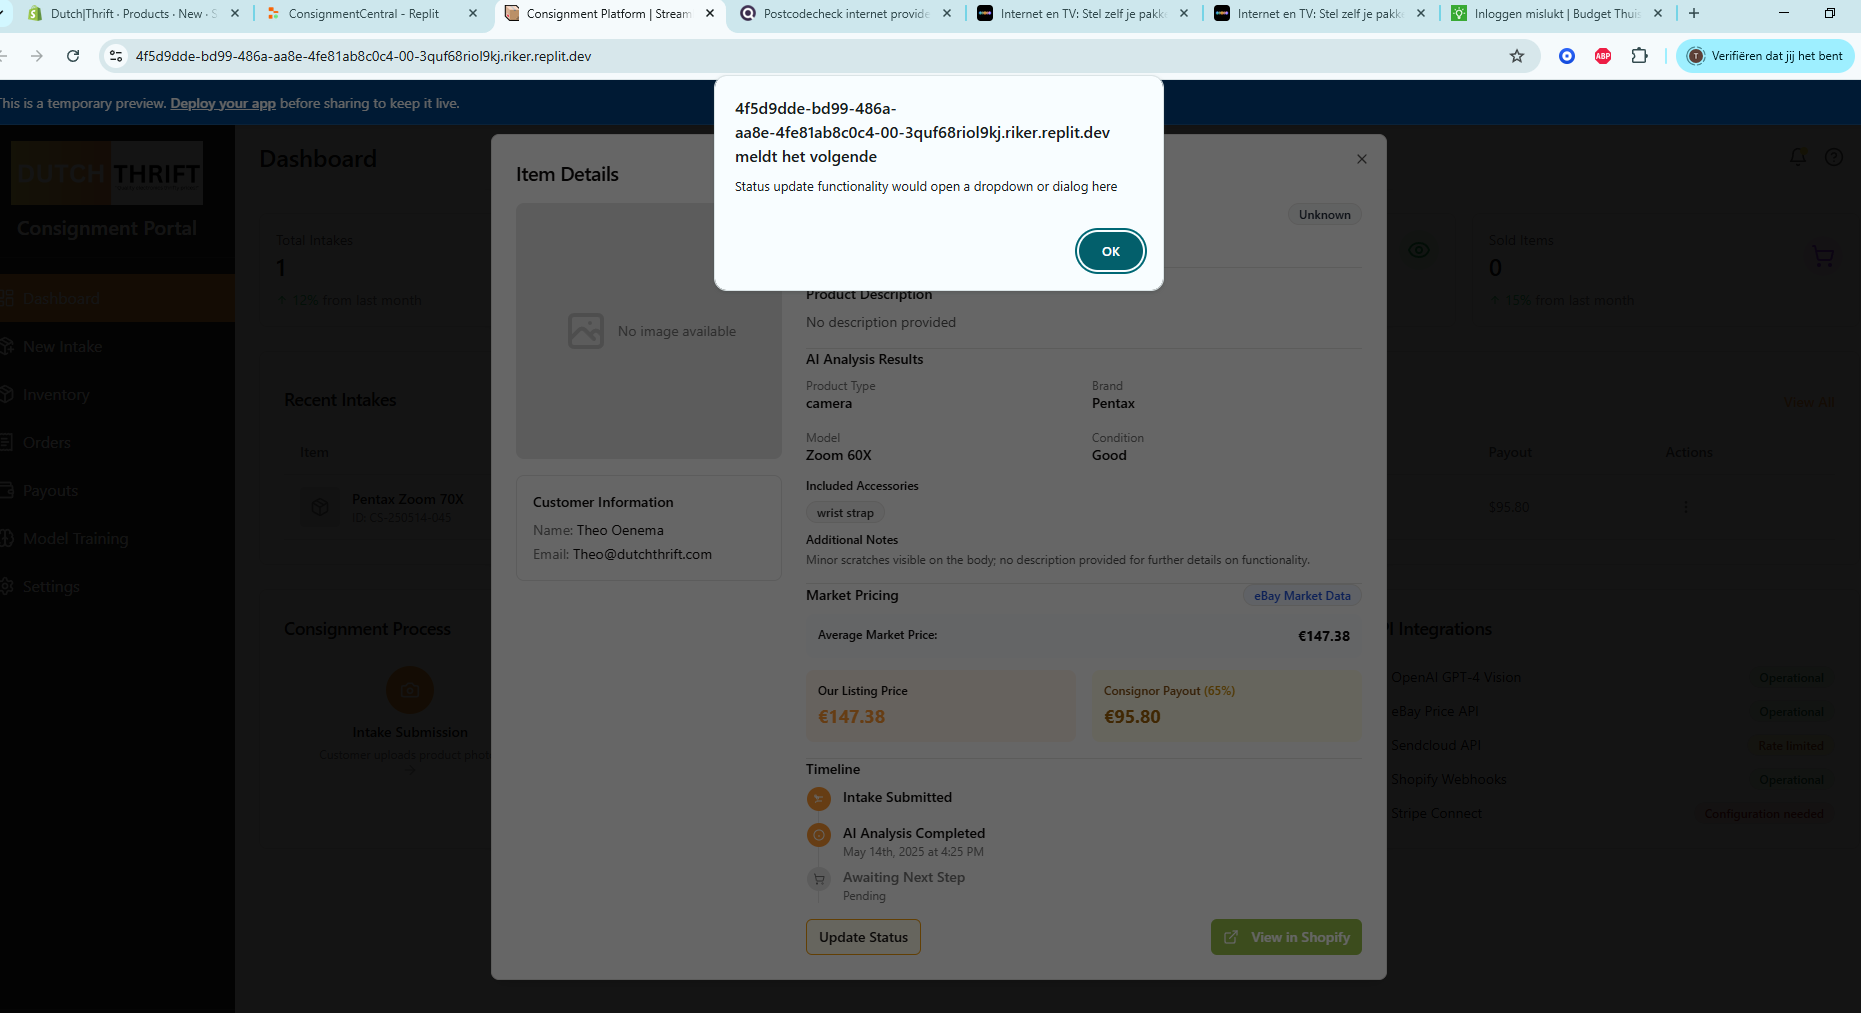 Dutch|Thrift - Products · New · S
ConsignmentCentral - Replit
Consignment Platform | Stream
Postcodecheck internet provide
Internet en TV: Stel zelf je pakke
Internet en TV: Stel zelf je pakke
Inloggen mislukt | Budget Thuis
4f5d9dde-bd99-486a-aa8e-4fe81ab8c0c4-00-3quf68riol9kj.riker.replit.dev
ABP
T
Verifiëren dat jij het bent
This is a temporary preview. Deploy your app before sharing to keep it live.
4f5d9dde-bd99-486a-
aa8e-4fe81ab8c0c4-00-3quf68riol9kj.riker.replit.dev
meldt het volgende
Status update functionality would open a dropdown or dialog here
OK
DUTCH THRIFT
Consignment Portal
Dashboard
New Intake
Inventory
Orders
Payouts
Model Training
Settings
Dashboard
Total Intakes
1
↑ 12% from last month
Sold Items
0
↑ 15% from last month
Recent Intakes
View All
Item
Payout
Actions
Pentax Zoom 70X
ID: CS-250514-045
$95.80
Consignment Process
Intake Submission
Customer uploads product phot
→
I Integrations
OpenAI GPT-4 Vision
Operational
eBay Price API
Operational
Sendcloud API
Rate limited
Shopify Webhooks
Operational
Stripe Connect
Configuration needed
Item Details
Unknown
No image available
Customer Information
Name: Theo Oenema
Email: Theo@dutchthrift.com
Product Description
No description provided
AI Analysis Results
Product Type
camera
Brand
Pentax
Model
Zoom 60X
Condition
Good
Included Accessories
wrist strap
Additional Notes
Minor scratches visible on the body; no description provided for further details on functionality.
Market Pricing
eBay Market Data
Average Market Price:
€147.38
Our Listing Price
€147.38
Consignor Payout (65%)
€95.80
Timeline
Intake Submitted
AI Analysis Completed
May 14th, 2025 at 4:25 PM
Awaiting Next Step
Pending
Update Status
View in Shopify